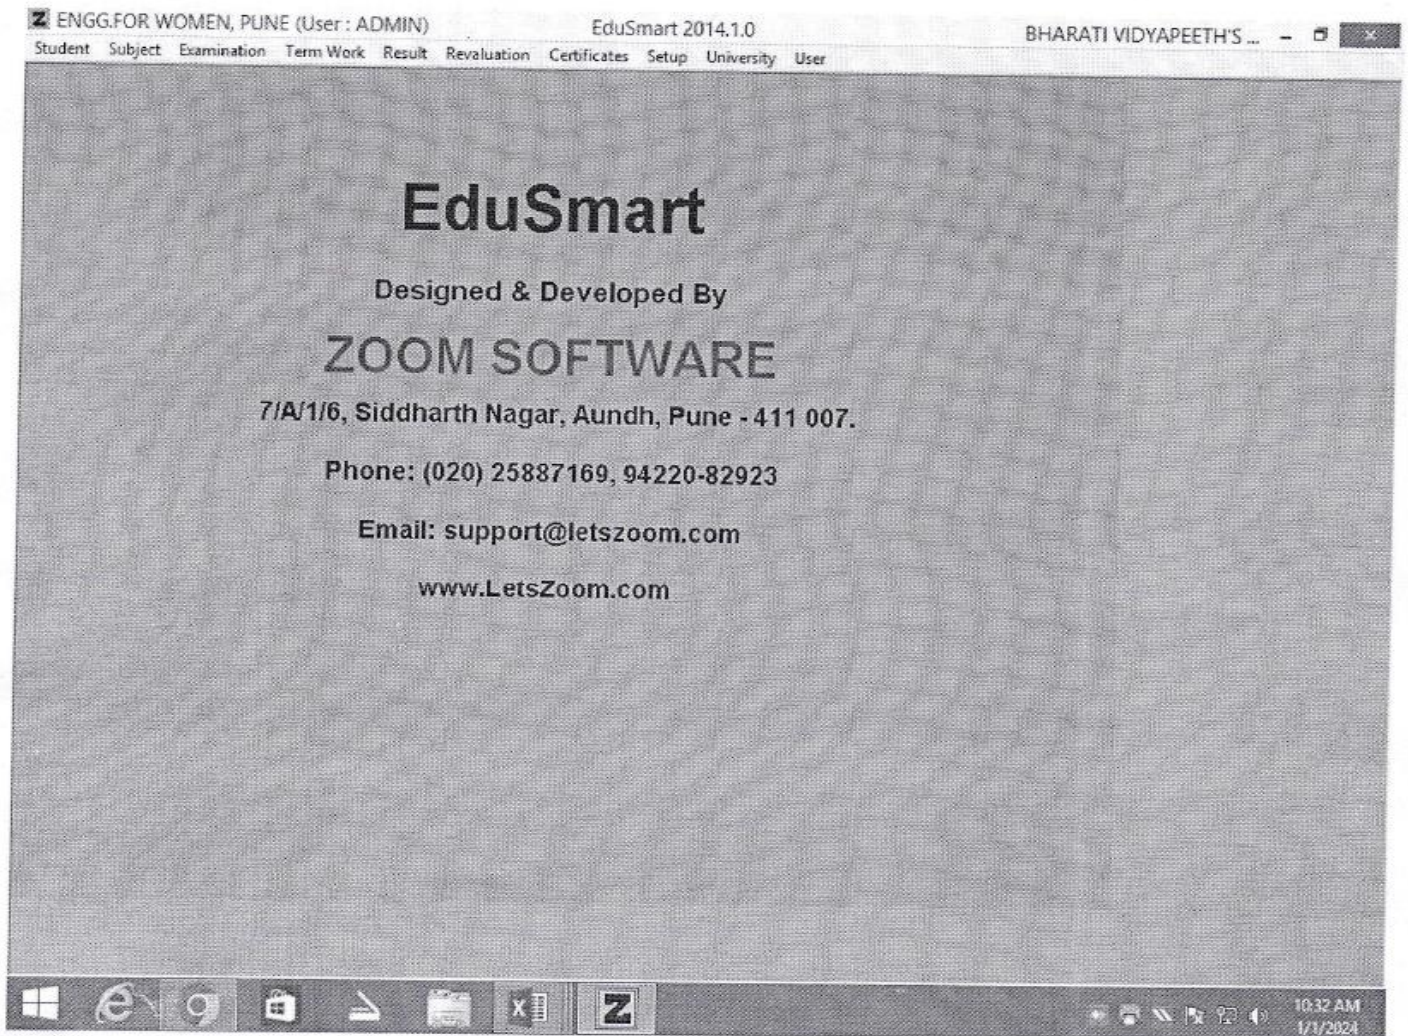 Z ENGG.FOR WOMEN, PUNE (User : ADMIN) EduSmart 2014.1.0 BHARATI VIDYAPEETH'S ...
Student Subject Examination Term Work Result Revaluation Certificates Setup University User
EduSmart
Designed & Developed By
ZOOM SOFTWARE
7/A/1/6, Siddharth Nagar, Aundh, Pune - 411 007.
Phone: (020) 25887169, 94220-82923
Email: support@letszoom.com
www.LetsZoom.com
Z 10:32 AM
1/1/2024